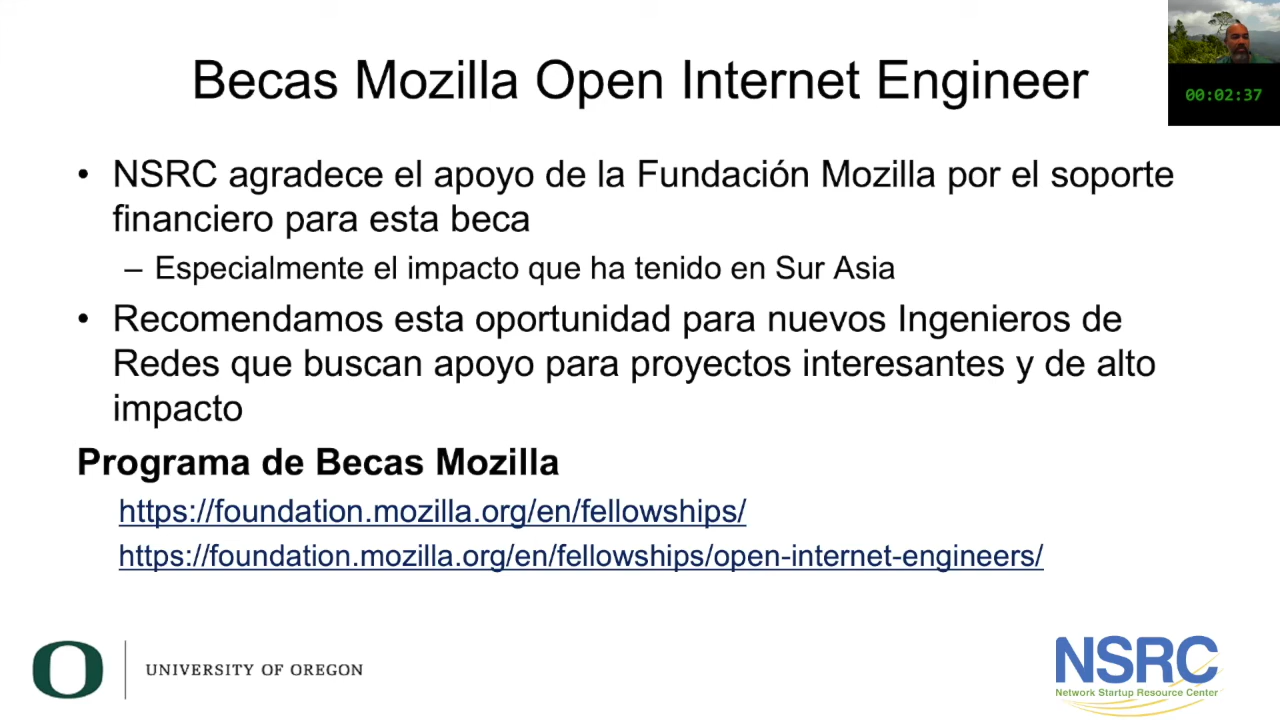 Becas Mozilla Open Internet Engineer
00:02:37
• NSRC agradece el apoyo de la Fundación Mozilla por el soporte
financiero para esta beca
– Especialmente el impacto que ha tenido en Sur Asia
• Recomendamos esta oportunidad para nuevos Ingenieros de
Redes que buscan apoyo para proyectos interesantes y de alto
impacto
Programa de Becas Mozilla
https://foundation.mozilla.org/en/fellowships/
https://foundation.mozilla.org/en/fellowships/open-internet-engineers/
O
UNIVERSITY OF OREGON
NSRC
Network Startup Resource Center